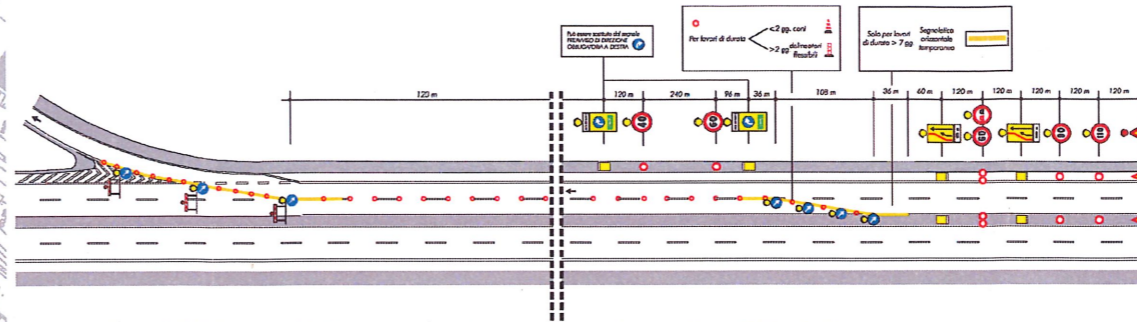 Può essere sostituito dal segnale
PREAVVISO DI DIREZIONE
OBBLIGATORIA A DESTRA
Per lavori di durata
<2 gg. coni
>2 gg. delineatori
flessibili
Solo per lavori
di durata > 7 gg
Segnaletica
orizzontale
temporanea
120 m
120 m
240 m
96 m
36 m
108 m
36 m
60 m
120 m
120 m
120 m
120 m
40
60
80
110